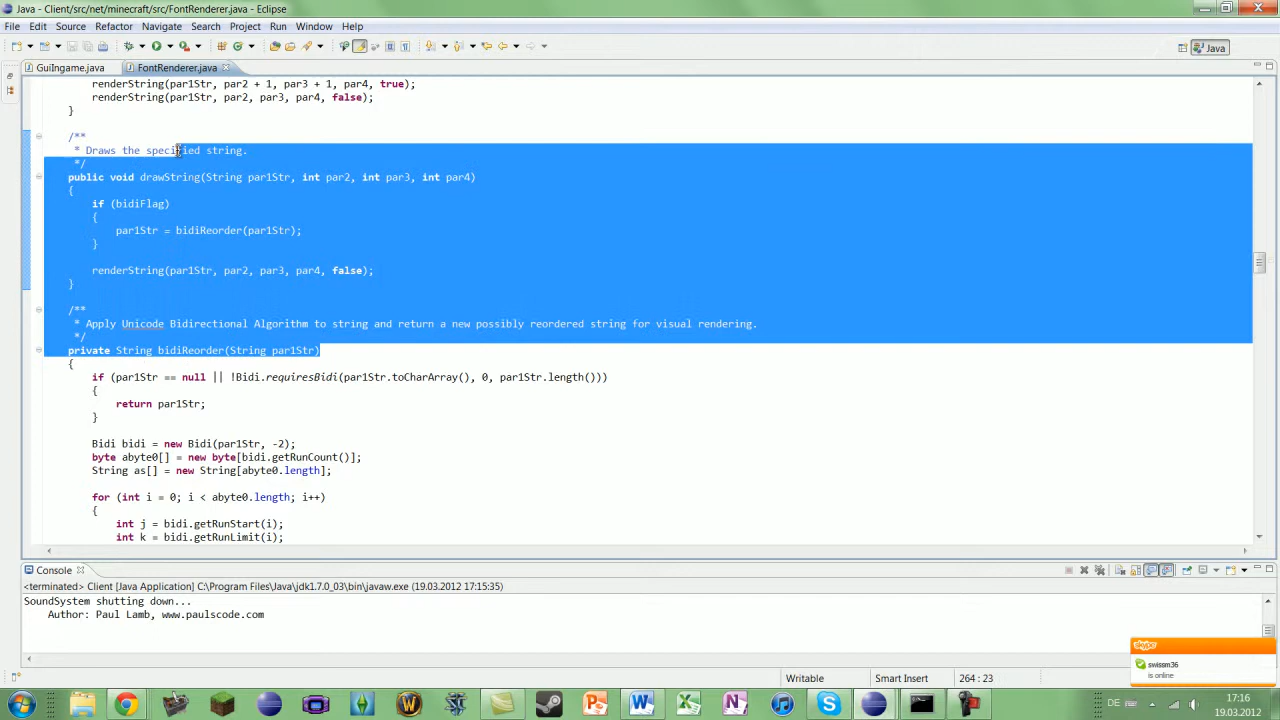 Java - Client/src/net/minecraft/src/FontRenderer.java - Eclipse
File Edit Source Refactor Navigate Search Project Run Window Help
Java
GuiIngame.java FontRenderer.java
renderString(par1Str, par2 + 1, par3 + 1, par4, true);
renderString(par1Str, par2, par3, par4, false);
}
/**
* Draws the specified string.
*/
public void drawString(String par1Str, int par2, int par3, int par4)
{
if (bidiFlag)
{
par1Str = bidiReorder(par1Str);
}
renderString(par1Str, par2, par3, par4, false);
}
/**
* Apply Unicode Bidirectional Algorithm to string and return a new possibly reordered string for visual rendering.
*/
private String bidiReorder(String par1Str)
{
if (par1Str == null || !Bidi.requiresBidi(par1Str.toCharArray(), 0, par1Str.length()))
{
return par1Str;
}
Bidi bidi = new Bidi(par1Str, -2);
byte abyte0[] = new byte[bidi.getRunCount()];
String as[] = new String[abyte0.length];
for (int i = 0; i < abyte0.length; i++)
{
int j = bidi.getRunStart(i);
int k = bidi.getRunLimit(i);
Console
<terminated> Client [Java Application] C:\Program Files\Java\jdk1.7.0_03\bin\javaw.exe (19.03.2012 17:15:35)
SoundSystem shutting down...
Author: Paul Lamb, www.paulscode.com
skype
swissm36
is online
Writable Smart Insert 264 : 23
DE 17:16
19.03.2012